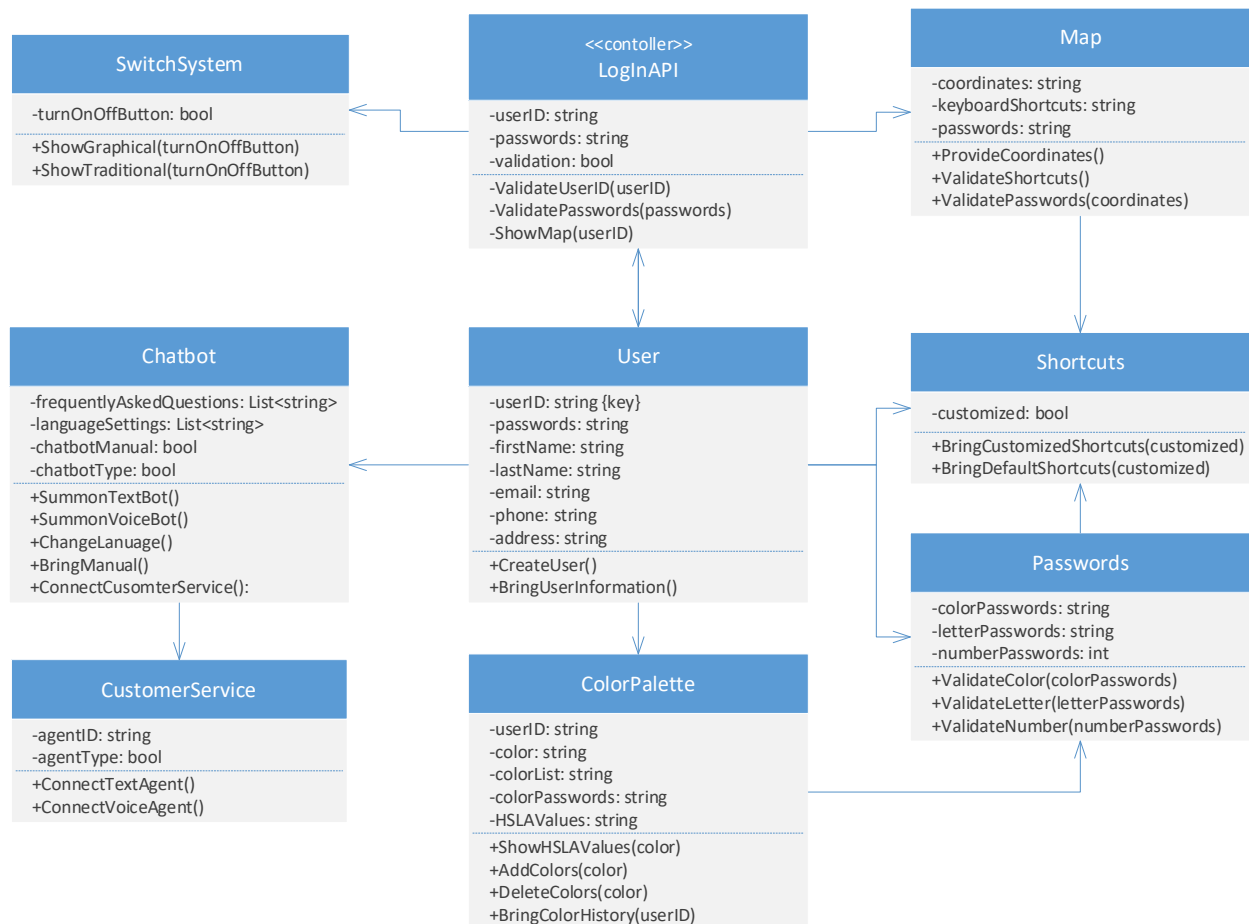 SwitchSystem
-turnOnOffButton: bool
+ShowGraphical(turnOnOffButton)
+ShowTraditional(turnOnOffButton)
<<contoller>>
LogInAPI
-userID: string
-passwords: string
-validation: bool
-ValidateUserID(userID)
-ValidatePasswords(passwords)
-ShowMap(userID)
Map
-coordinates: string
-keyboardShortcuts: string
-passwords: string
+ProvideCoordinates()
+ValidateShortcuts()
+ValidatePasswords(coordinates)
Chatbot
-frequentlyAskedQuestions: List<string>
-languageSettings: List<string>
-chatbotManual: bool
-chatbotType: bool
+SummonTextBot()
+SummonVoiceBot()
+ChangeLanuage()
+BringManual()
+ConnectCusomterService():
User
-userID: string {key}
-passwords: string
-firstName: string
-lastName: string
-email: string
-phone: string
-address: string
+CreateUser()
+BringUserInformation()
Shortcuts
-customized: bool
+BringCustomizedShortcuts(customized)
+BringDefaultShortcuts(customized)
Passwords
-colorPasswords: string
-letterPasswords: string
-numberPasswords: int
+ValidateColor(colorPasswords)
+ValidateLetter(letterPasswords)
+ValidateNumber(numberPasswords)
CustomerService
-agentID: string
-agentType: bool
+ConnectTextAgent()
+ConnectVoiceAgent()
ColorPalette
-userID: string
-color: string
-colorList: string
-colorPasswords: string
-HSLAValues: string
+ShowHSLAValues(color)
+AddColors(color)
+DeleteColors(color)
+BringColorHistory(userID)